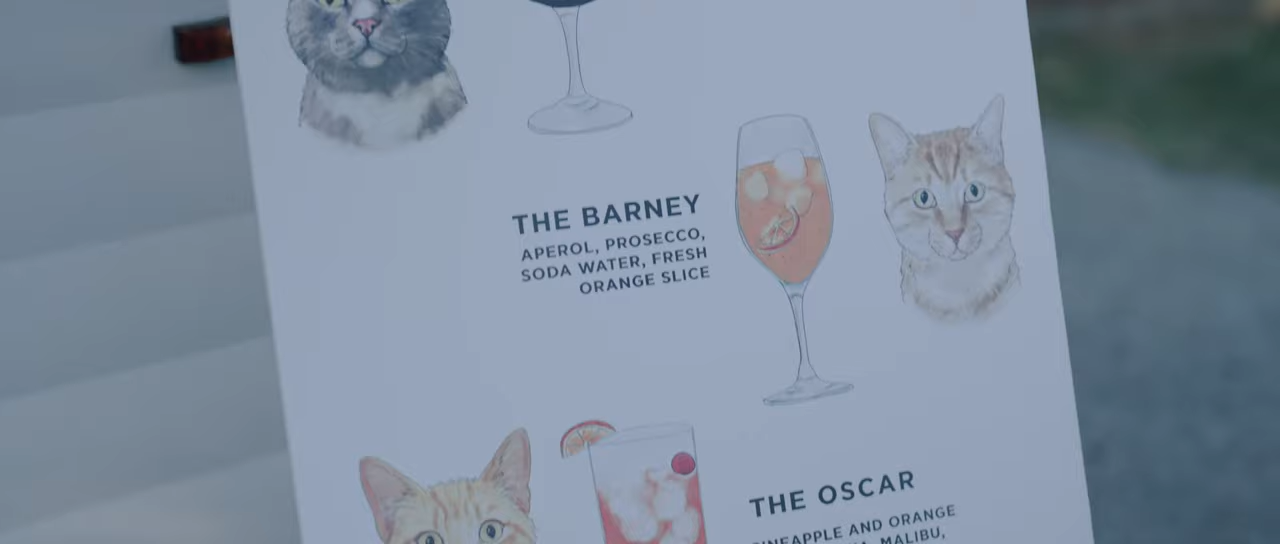 THE BARNEY
APEROL, PROSECCO,
SODA WATER, FRESH
ORANGE SLICE
THE OSCAR
PINEAPPLE AND ORANGE
MALIBU,